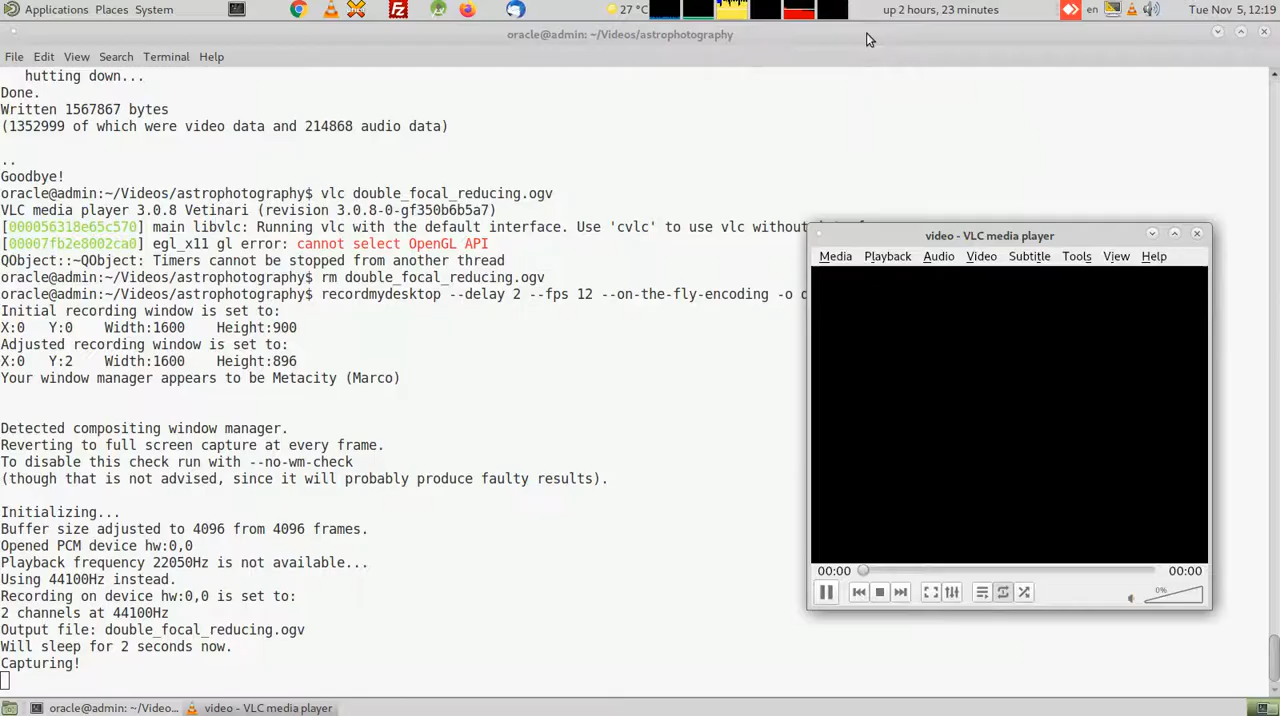 Applications Places System 27 °C up 2 hours, 23 minutes en Tue Nov 5, 12:19
oracle@admin: ~/Videos/astrophotography
File Edit View Search Terminal Help
hutting down...
Done.
Written 1567867 bytes
(1352999 of which were video data and 214868 audio data)
..
Goodbye!
oracle@admin:~/Videos/astrophotography$ vlc double_focal_reducing.ogv
VLC media player 3.0.8 Vetinari (revision 3.0.8-0-gf350b6b5a7)
[000056318e65c570] main libvlc: Running vlc with the default interface. Use 'cvlc' to use vlc without
[00007fb2e8002ca0] egl_x11 gl error: cannot select OpenGL API
QObject::~QObject: Timers cannot be stopped from another thread
oracle@admin:~/Videos/astrophotography$ rm double_focal_reducing.ogv
oracle@admin:~/Videos/astrophotography$ recordmydesktop --delay 2 --fps 12 --on-the-fly-encoding -o
Initial recording window is set to:
X:0 Y:0 Width:1600 Height:900
Adjusted recording window is set to:
X:0 Y:2 Width:1600 Height:896
Your window manager appears to be Metacity (Marco)
Detected compositing window manager.
Reverting to full screen capture at every frame.
To disable this check run with --no-wm-check
(though that is not advised, since it will probably produce faulty results).
Initializing...
Buffer size adjusted to 4096 from 4096 frames.
Opened PCM device hw:0,0
Playback frequency 22050Hz is not available...
Using 44100Hz instead.
Recording on device hw:0,0 is set to:
2 channels at 44100Hz
Output file: double_focal_reducing.ogv
Will sleep for 2 seconds now.
Capturing!
video - VLC media player
Media Playback Audio Video Subtitle Tools View Help
00:00 00:00
0%
oracle@admin: ~/Video... video - VLC media player